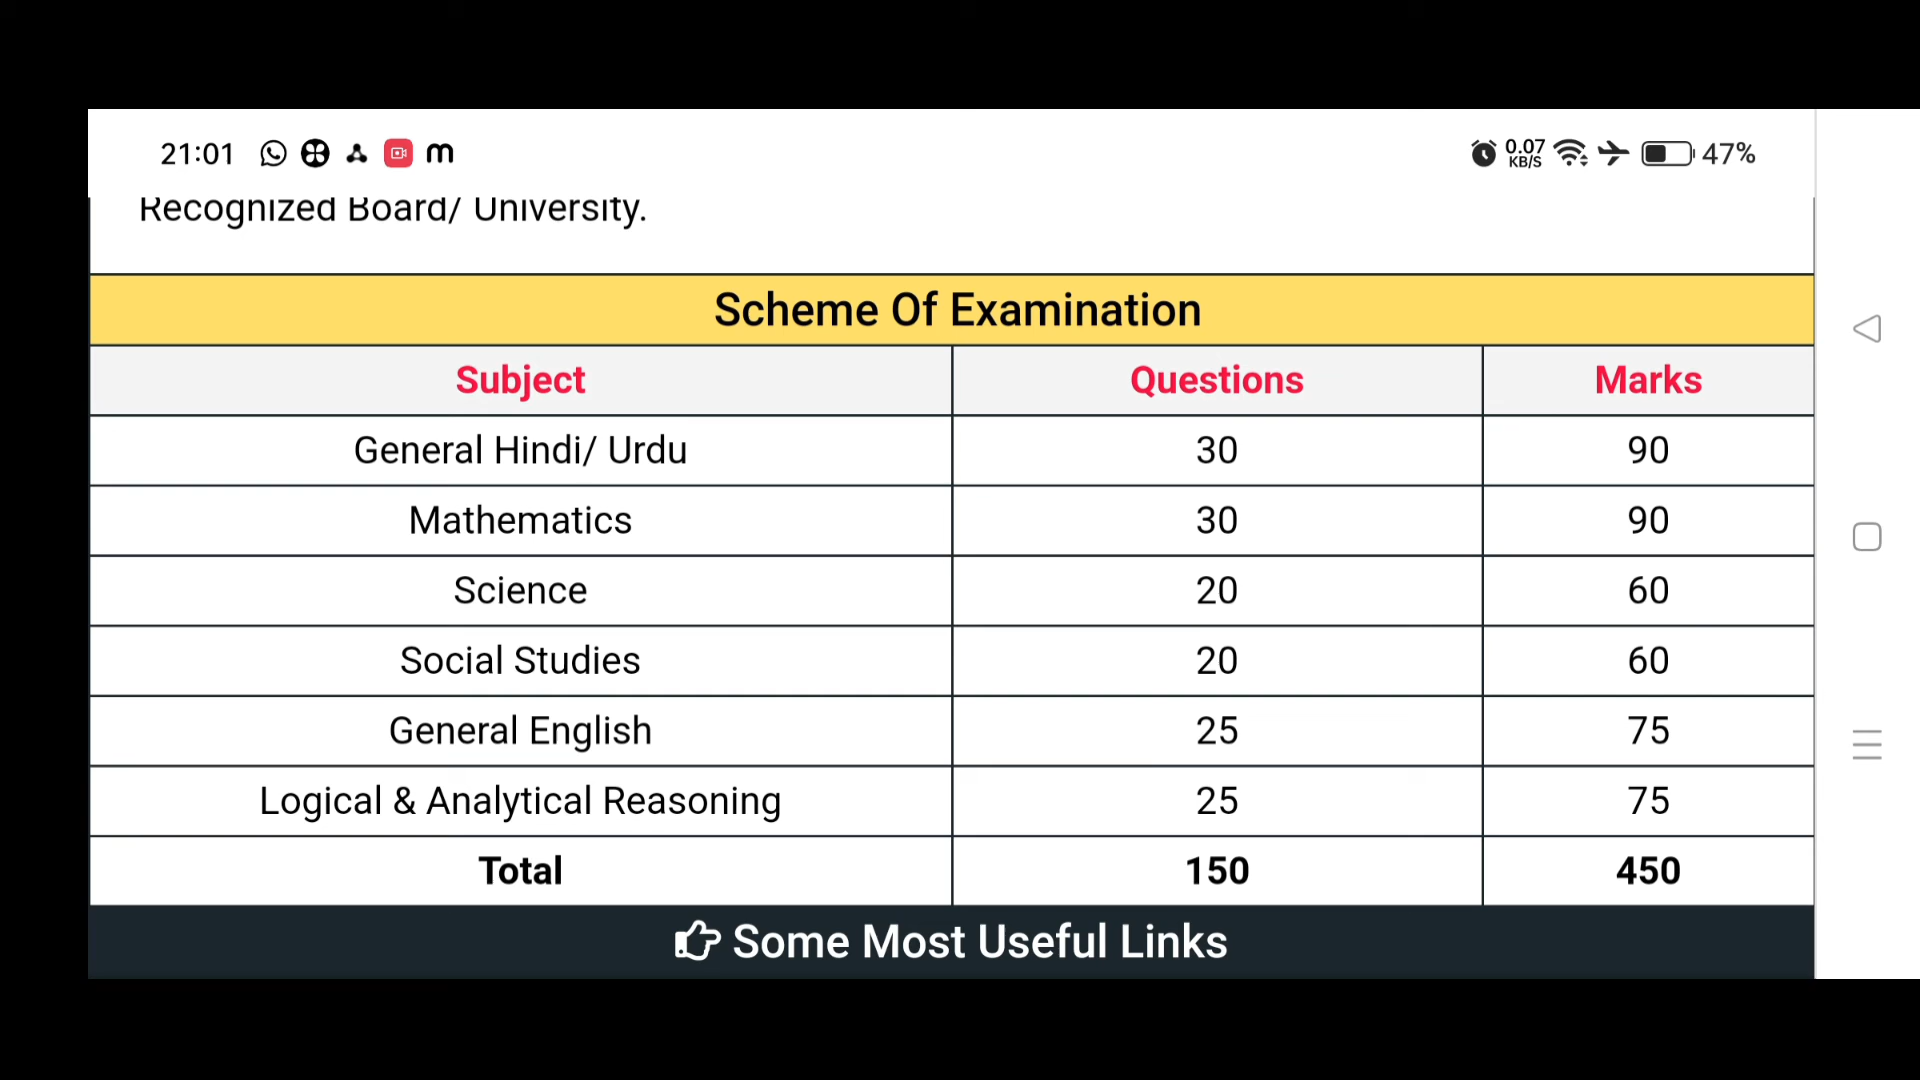 21:01 m 0.07 KB/S 47%
Recognized Board/ University.
Scheme Of Examination
Subject Questions Marks
General Hindi/ Urdu 30 90
Mathematics 30 90
Science 20 60
Social Studies 20 60
General English 25 75
Logical & Analytical Reasoning 25 75
Total 150 450
Some Most Useful Links